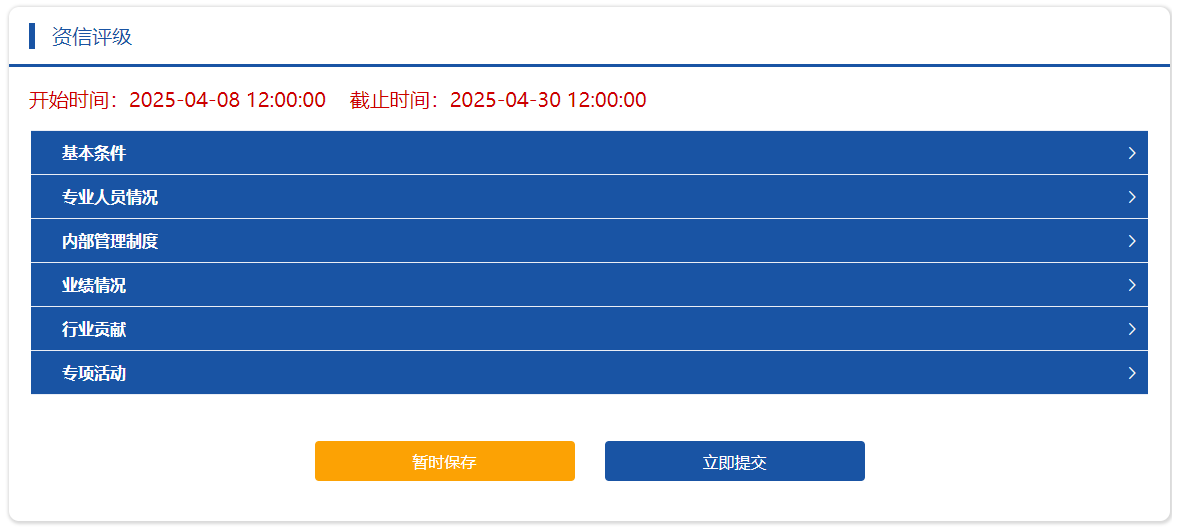 资信评级
开始时间：2025-04-08 12:00:00 截止时间：2025-04-30 12:00:00
基本条件
专业人员情况
内部管理制度
业绩情况
行业贡献
专项活动
暂时保存 立即提交